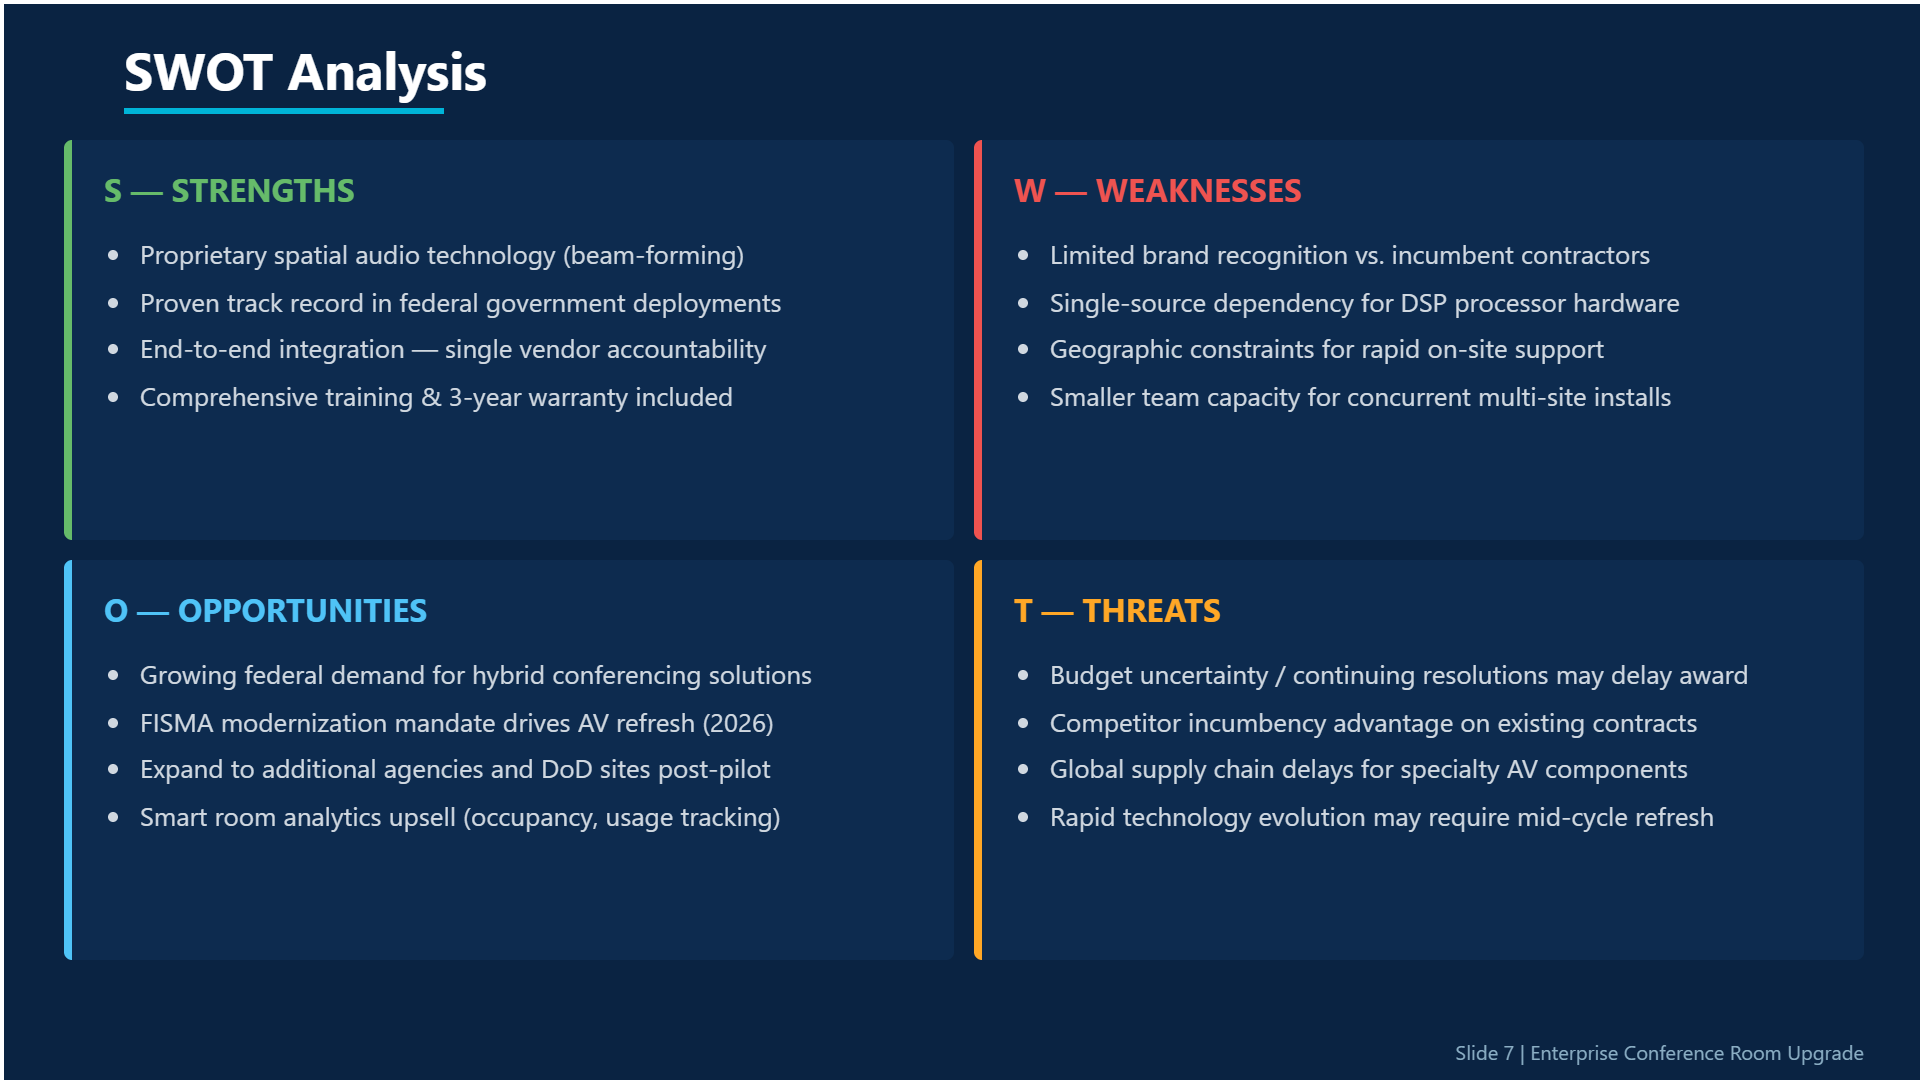 SWOT Analysis
S — STRENGTHS
• Proprietary spatial audio technology (beam-forming)
• Proven track record in federal government deployments
• End-to-end integration — single vendor accountability
• Comprehensive training & 3-year warranty included
W — WEAKNESSES
• Limited brand recognition vs. incumbent contractors
• Single-source dependency for DSP processor hardware
• Geographic constraints for rapid on-site support
• Smaller team capacity for concurrent multi-site installs
O — OPPORTUNITIES
• Growing federal demand for hybrid conferencing solutions
• FISMA modernization mandate drives AV refresh (2026)
• Expand to additional agencies and DoD sites post-pilot
• Smart room analytics upsell (occupancy, usage tracking)
T — THREATS
• Budget uncertainty / continuing resolutions may delay award
• Competitor incumbency advantage on existing contracts
• Global supply chain delays for specialty AV components
• Rapid technology evolution may require mid-cycle refresh
Slide 7 | Enterprise Conference Room Upgrade